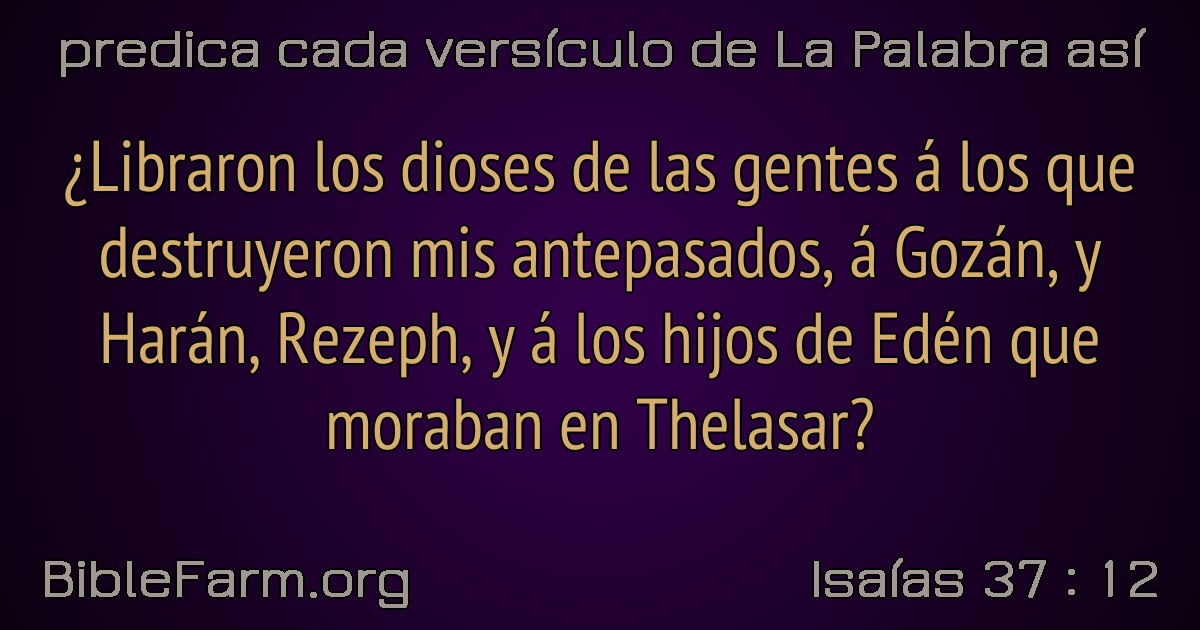 predica cada versículo de La Palabra así
¿Libraron los dioses de las gentes á los que
destruyeron mis antepasados, á Gozán, y
Harán, Rezeph, y á los hijos de Edén que
moraban en Thelasar?
BibleFarm.org
Isaías 37 : 12